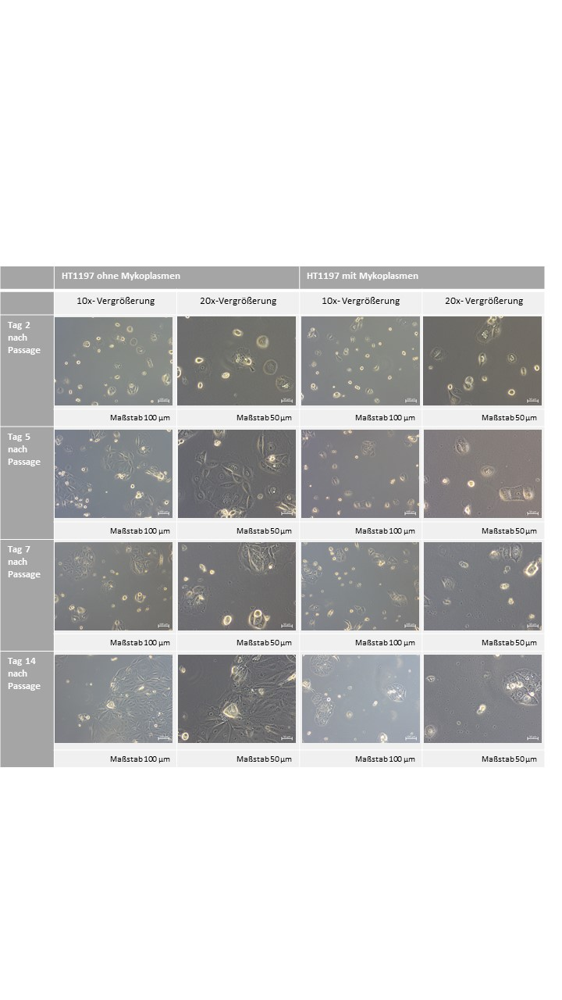 HT1197 ohne Mykoplasmen HT1197 mit Mykoplasmen
10x- Vergrößerung 20x-Vergrößerung 10x- Vergrößerung 20x- Vergrößerung
Tag 2
nach
Passage
Maßstab 100 µm Maßstab 50 µm Maßstab 100 µm Maßstab 50 µm
Tag 5
nach
Passage
Maßstab 100 µm Maßstab 50 µm Maßstab 100 µm Maßstab 50 µm
Tag 7
nach
Passage
Maßstab 100 µm Maßstab 50 µm Maßstab 100 µm Maßstab 50 µm
Tag 14
nach
Passage
Maßstab 100 µm Maßstab 50 µm Maßstab 100 µm Maßstab 50 µm